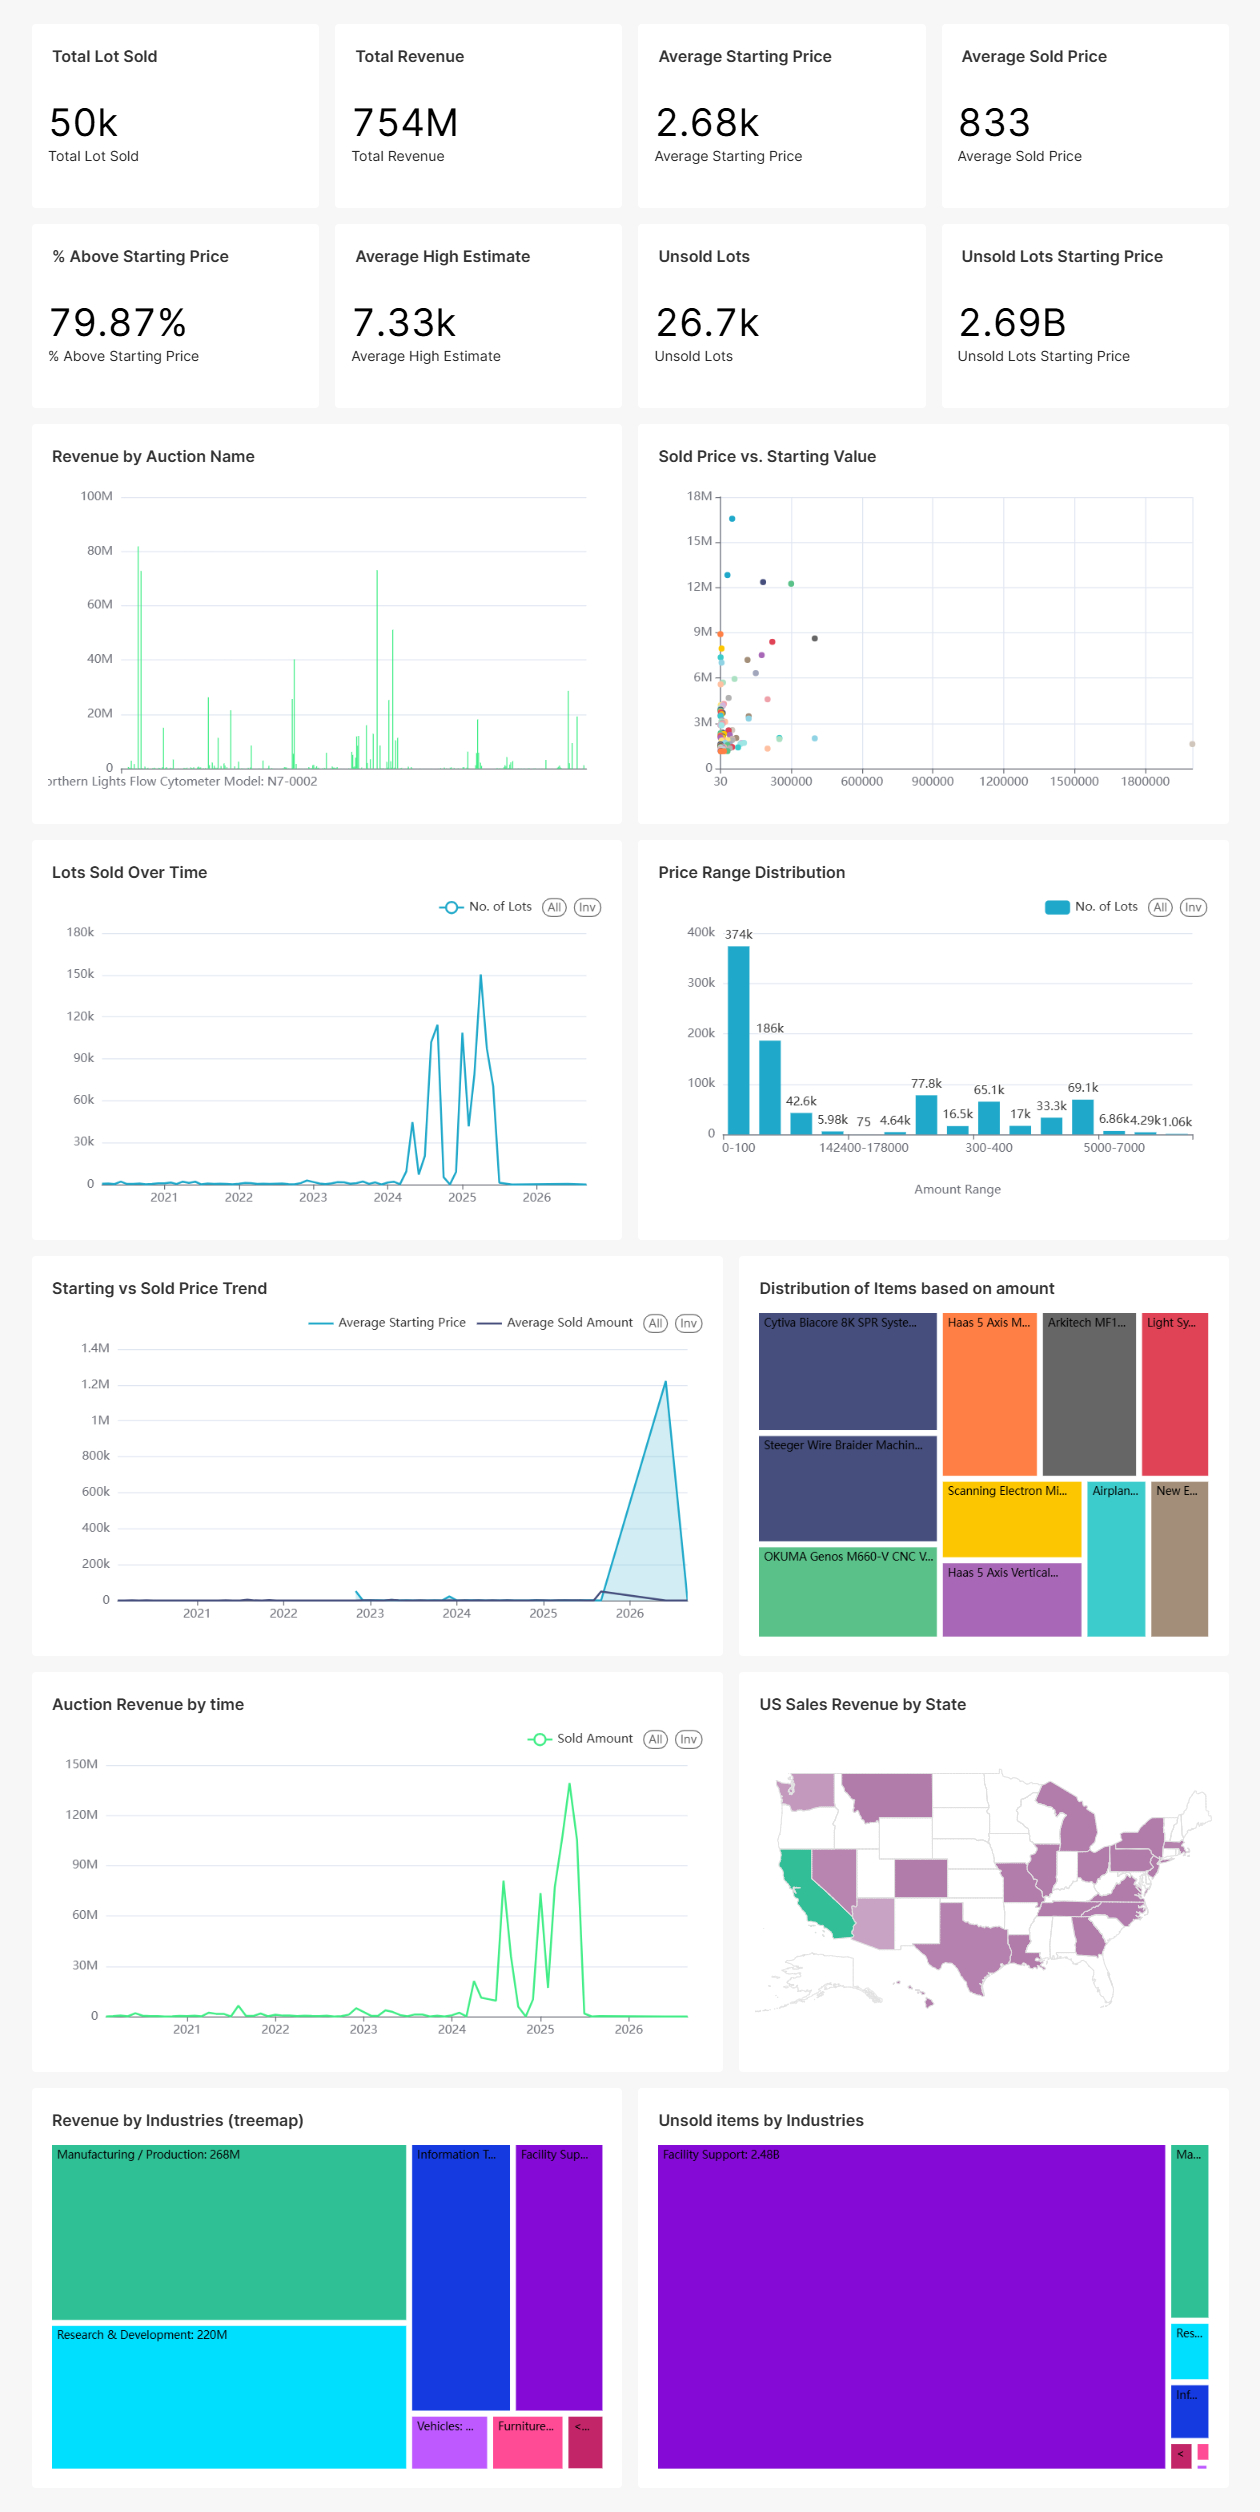 Total Lot Sold
50k
Total Lot Sold
Total Revenue
754M
Total Revenue
Average Starting Price
2.68k
Average Starting Price
Average Sold Price
833
Average Sold Price
% Above Starting Price
79.87%
% Above Starting Price
Average High Estimate
7.33k
Average High Estimate
Unsold Lots
26.7k
Unsold Lots
Unsold Lots Starting Price
2.69B
Unsold Lots Starting Price
Revenue by Auction Name
100M
80M
60M
40M
20M
0
orthern Lights Flow Cytometer Model: N7-0002
Sold Price vs. Starting Value
18M
15M
12M
9M
6M
3M
0
30 300000 600000 900000 1200000 1500000 1800000
Lots Sold Over Time
No. of Lots All Inv
180k
150k
120k
90k
60k
30k
0
2021 2022 2023 2024 2025 2026
Price Range Distribution
No. of Lots All Inv
400k
300k
200k
100k
0
374k 186k 42.6k 5.98k 75 4.64k 77.8k 16.5k 65.1k 17k 33.3k 69.1k 6.86k 4.29k 1.06k
0-100 142400-178000 300-400 5000-7000
Amount Range
Starting vs Sold Price Trend
Average Starting Price Average Sold Amount All Inv
1.4M
1.2M
1M
800k
600k
400k
200k
0
2021 2022 2023 2024 2025 2026
Distribution of Items based on amount
Cytiva Biacore 8K SPR Syste...
Steeger Wire Braider Machin...
OKUMA Genos M660-V CNC V...
Haas 5 Axis M...
Arkitech MF1...
Light Sy...
Scanning Electron Mi...
Haas 5 Axis Vertical...
Airplan...
New E...
Auction Revenue by time
Sold Amount All Inv
150M
120M
90M
60M
30M
0
2021 2022 2023 2024 2025 2026
US Sales Revenue by State
Revenue by Industries (treemap)
Manufacturing / Production: 268M
Research & Development: 220M
Information T...
Facility Sup...
Vehicles: ...
Furniture...
<...
Unsold items by Industries
Facility Support: 2.48B
Ma...
Res...
Inf...
<